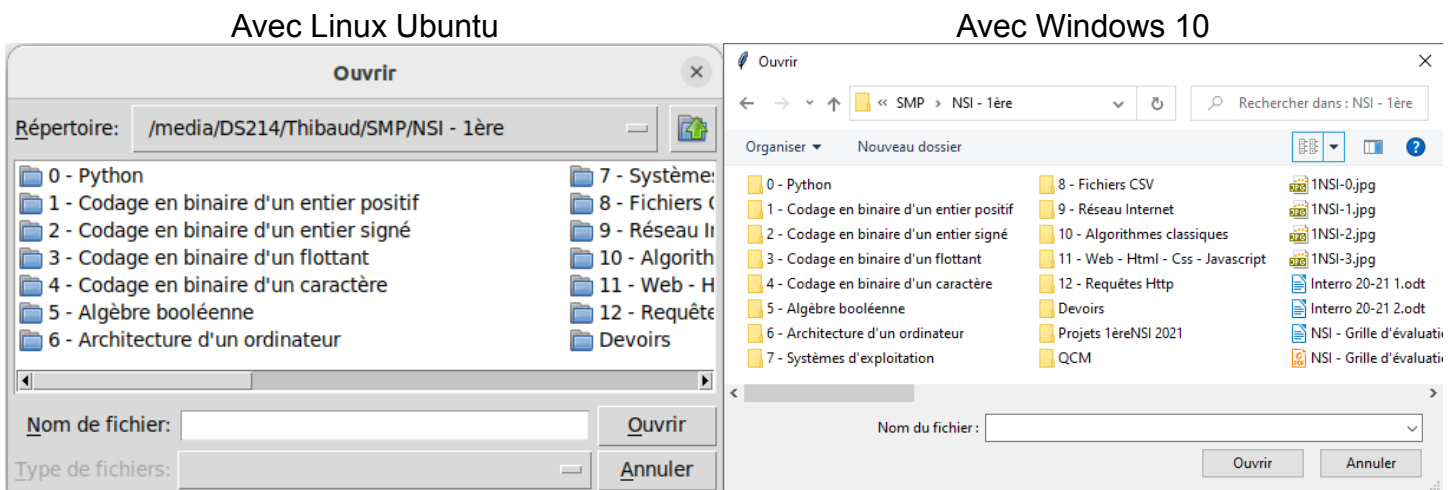 Avec Linux Ubuntu
Ouvrir
Répertoire: /media/DS214/Thibaud/SMP/NSI - 1ère
0 - Python
1 - Codage en binaire d'un entier positif
2 - Codage en binaire d'un entier signé
3 - Codage en binaire d'un flottant
4 - Codage en binaire d'un caractère
5 - Algèbre booléenne
6 - Architecture d'un ordinateur
7 - Système
8 - Fichiers
9 - Réseau
10 - Algorith
11 - Web - H
12 - Requête
Devoirs
Nom de fichier:
Ouvrir
Type de fichiers:
Annuler
Avec Windows 10
Ouvrir
« SMP › NSI - 1ère
Rechercher dans : NSI - 1ère
Organiser
Nouveau dossier
0 - Python
1 - Codage en binaire d'un entier positif
2 - Codage en binaire d'un entier signé
3 - Codage en binaire d'un flottant
4 - Codage en binaire d'un caractère
5 - Algèbre booléenne
6 - Architecture d'un ordinateur
7 - Systèmes d'exploitation
8 - Fichiers CSV
9 - Réseau Internet
10 - Algorithmes classiques
11 - Web - Html - Css - Javascript
12 - Requêtes Http
Devoirs
Projets 1èreNSI 2021
QCM
1NSI-0.jpg
1NSI-1.jpg
1NSI-2.jpg
1NSI-3.jpg
Interro 20-21 1.odt
Interro 20-21 2.odt
NSI - Grille d'évaluati
NSI - Grille d'évaluati
Nom du fichier :
Ouvrir
Annuler